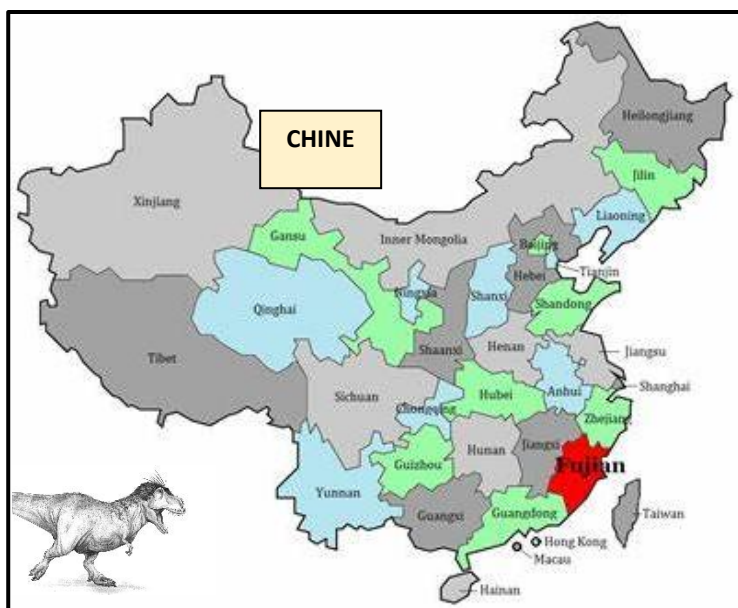 CHINE
Heilongjiang
Jilin
Liaoning
Xinjiang
Gansu
Inner Mongolia
Beijing
Tianjin
Hebei
Ningxia
Shanxi
Shandong
Qinghai
Tibet
Shaanxi
Henan
Jiangsu
Shanghai
Anhui
Hubei
Sichuan
Chongqing
Zhejiang
Hunan
Jiangxi
Fujian
Guizhou
Yunnan
Guangxi
Guangdong
Taiwan
Hong Kong
Macau
Hainan